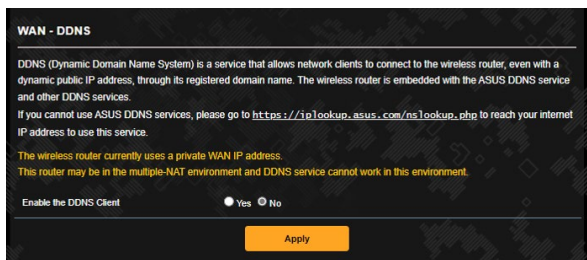 WAN - DDNS
DDNS (Dynamic Domain Name System) is a service that allows network clients to connect to the wireless router, even with a
dynamic public IP address, through its registered domain name. The wireless router is embedded with the ASUS DDNS service
and other DDNS services.
If you cannot use ASUS DDNS services, please go to https://iplookup.asus.com/nslookup.php to reach your internet
IP address to use this service.
The wireless router currently uses a private WAN IP address.
This router may be in the multiple-NAT environment and DDNS service cannot work in this environment.
Enable the DDNS Client Yes No
Apply